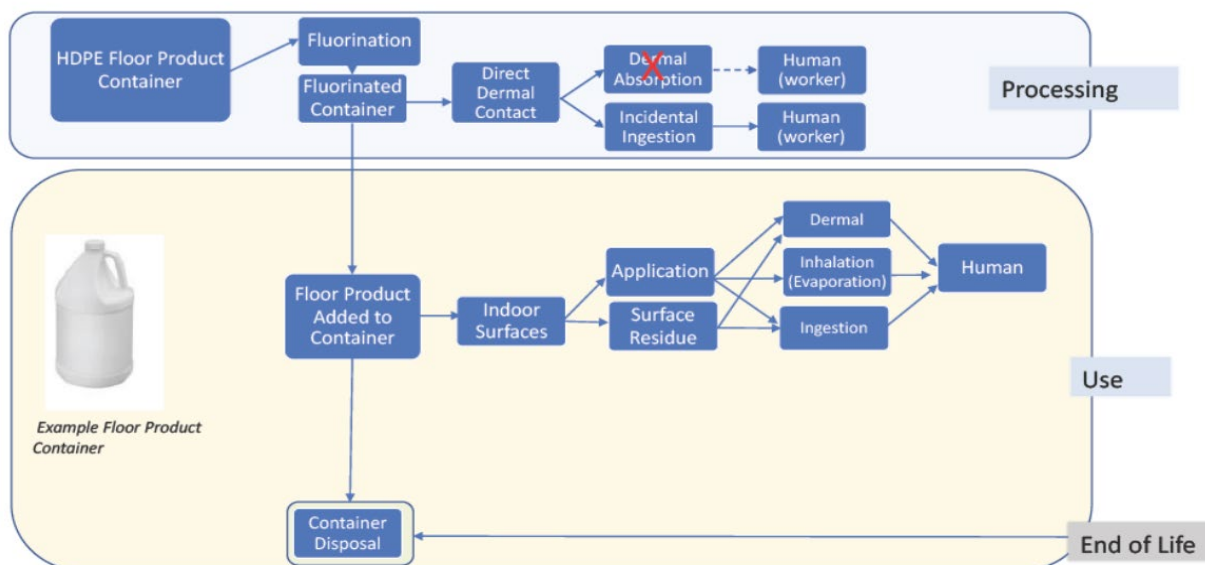 HDPE Floor Product
Container
Fluorination
Fluorinated
Container
Direct
Dermal
Contact
Dermal
Absorption
Human
(worker)
Incidental
Ingestion
Human
(worker)
Processing
Example Floor Product
Container
Floor Product
Added to
Container
Indoor
Surfaces
Application
Surface
Residue
Dermal
Inhalation
(Evaporation)
Ingestion
Human
Use
Container
Disposal
End of Life